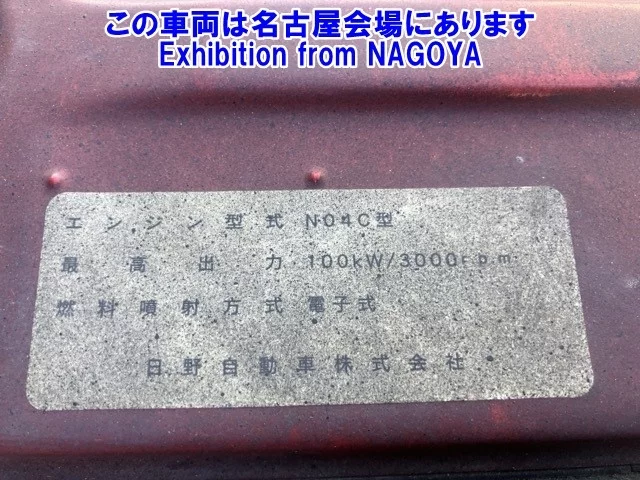 この車両は名古屋会場にあります
Exhibition from NAGOYA
エンジン型式 N04C型
最高出力 100kW/3000rpm
燃料噴射方式 電子式
日野自動車株式会社